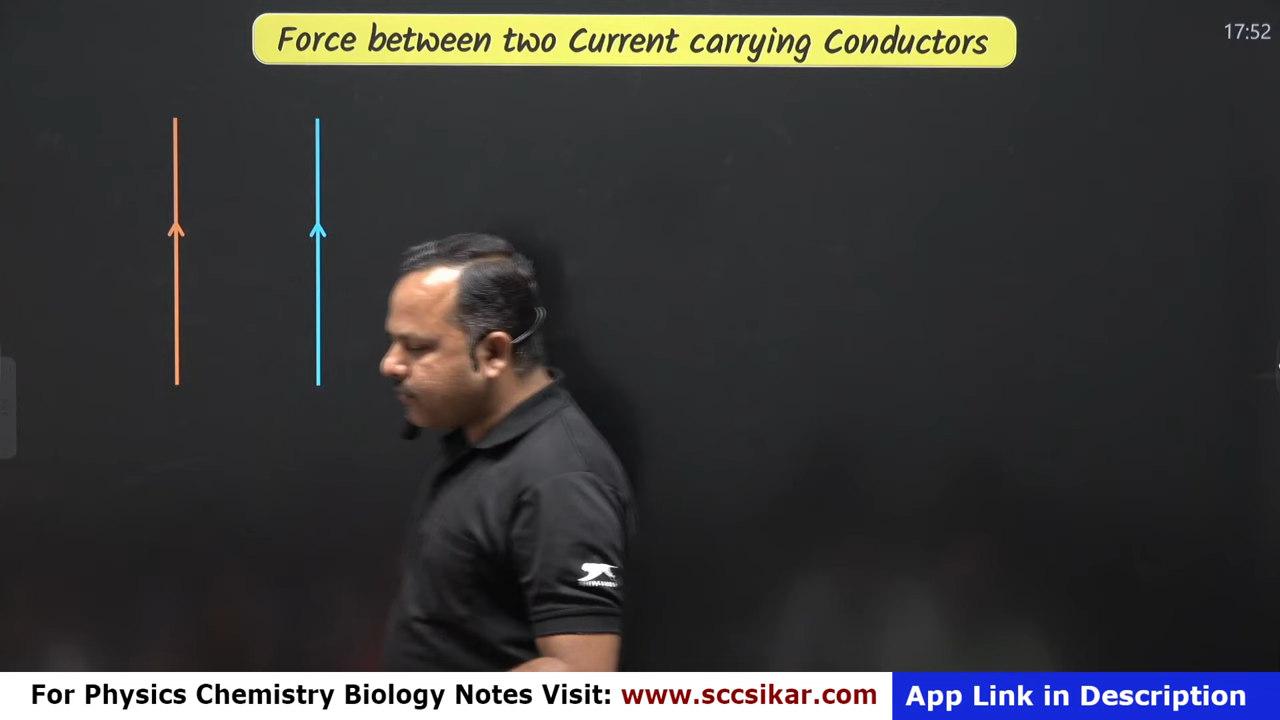 Force between two Current carrying Conductors
17:52
For Physics Chemistry Biology Notes Visit: www.sccsikar.com
App Link in Description